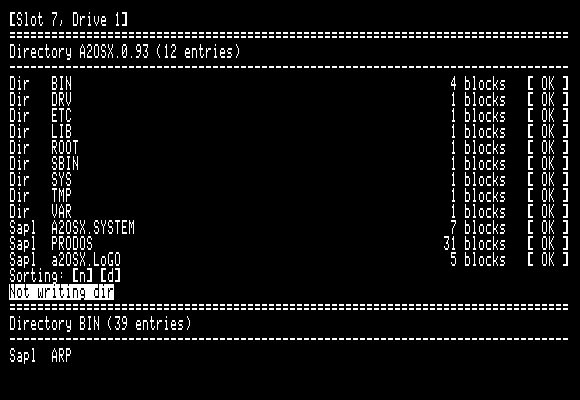 [Slot 7, Drive 1]
================================================================================
Directory A2OSX.0.93 (12 entries)
--------------------------------------------------------------------------------
Dir BIN 4 blocks [ OK ]
Dir DRV 1 blocks [ OK ]
Dir ETC 1 blocks [ OK ]
Dir LIB 1 blocks [ OK ]
Dir ROOT 1 blocks [ OK ]
Dir SBIN 1 blocks [ OK ]
Dir SYS 1 blocks [ OK ]
Dir TMP 1 blocks [ OK ]
Dir VAR 1 blocks [ OK ]
Sapl A2OSX.SYSTEM 7 blocks [ OK ]
Sapl PRODOS 31 blocks [ OK ]
Sapl a2OSX.LoGO 5 blocks [ OK ]
Sorting: [n] [d]
Not writing dir
================================================================================
Directory BIN (39 entries)
--------------------------------------------------------------------------------
Sapl ARP